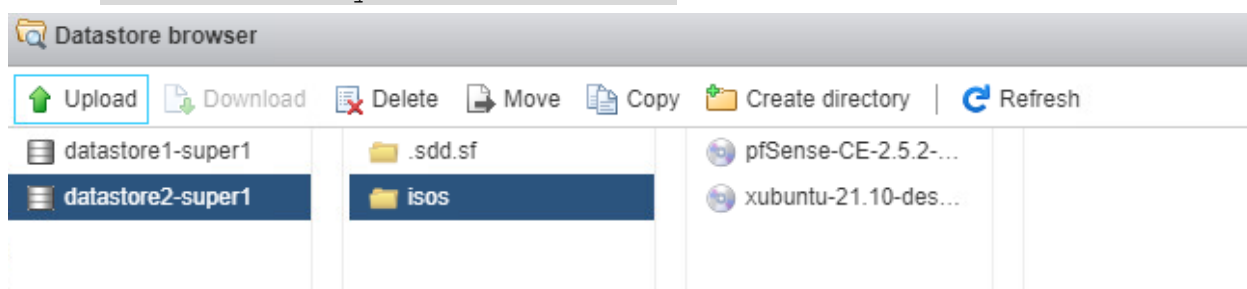 Datastore browser
Upload Download Delete Move Copy Create directory Refresh
datastore1-super1 .sdd.sf pfSense-CE-2.5.2-...
datastore2-super1 isos xubuntu-21.10-des...